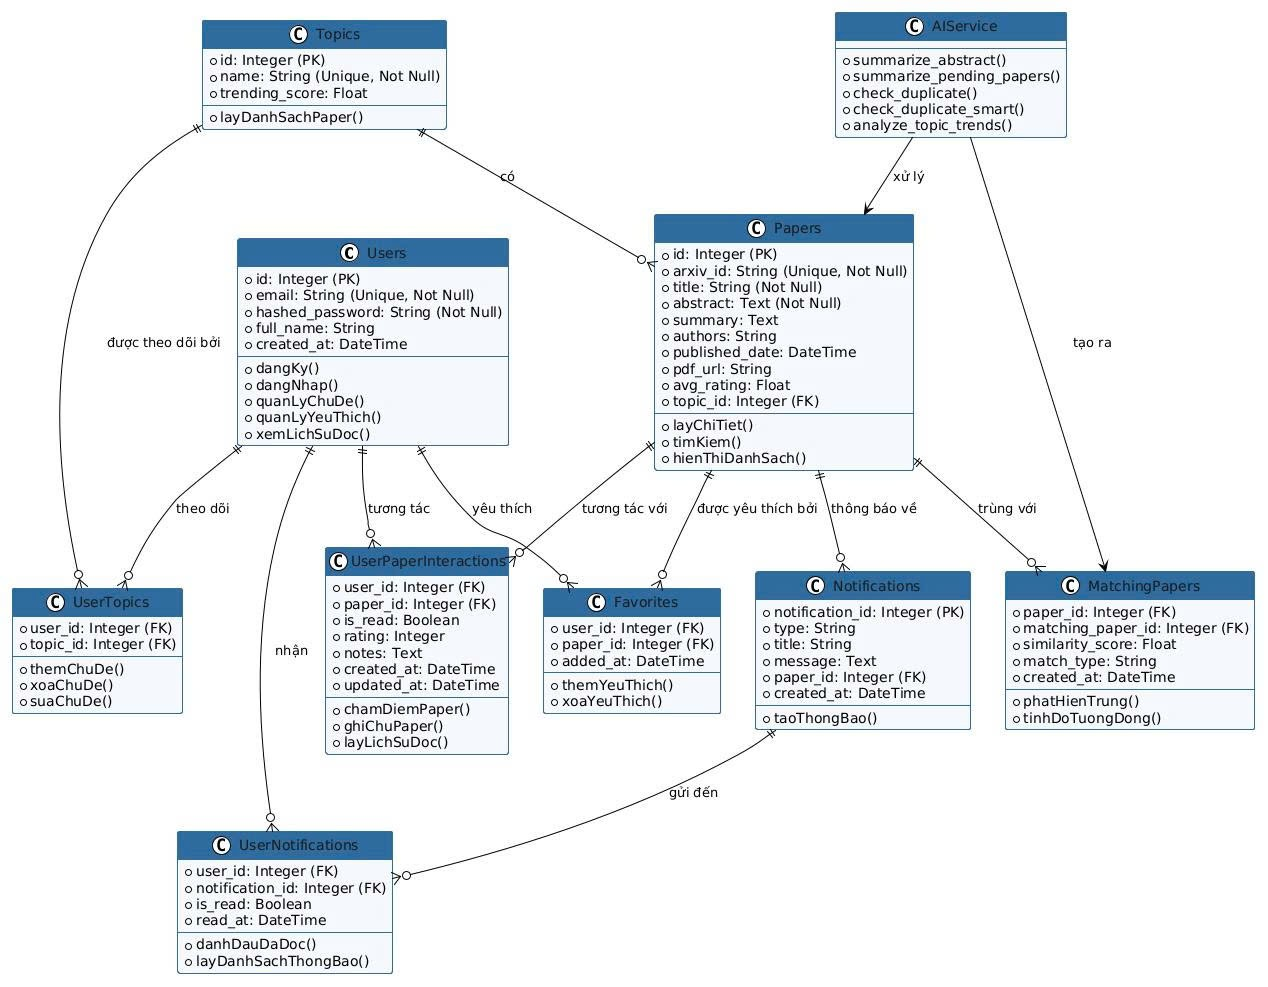 C Topics
id: Integer (PK)
name: String (Unique, Not Null)
trending_score: Float
layDanhSachPaper()
C AIService
summarize_abstract()
summarize_pending_papers()
check_duplicate()
check_duplicate_smart()
analyze_topic_trends()
có
xử lý
C Users
id: Integer (PK)
email: String (Unique, Not Null)
hashed_password: String (Not Null)
full_name: String
created_at: DateTime
dangKy()
dangNhap()
quanLyChuDe()
quanLyYeuThich()
xemLichSuDoc()
C Papers
id: Integer (PK)
arxiv_id: String (Unique, Not Null)
title: String (Not Null)
abstract: Text (Not Null)
summary: Text
authors: String
published_date: DateTime
pdf_url: String
avg_rating: Float
topic_id: Integer (FK)
layChiTiet()
timKiem()
hienThiDanhSach()
được theo dõi bởi
tạo ra
theo dõi
tương tác
yêu thích
tương tác với
được yêu thích bởi
thông báo về
trùng với
C UserTopics
user_id: Integer (FK)
topic_id: Integer (FK)
themChuDe()
xoaChuDe()
suaChuDe()
C UserPaperInteractions
user_id: Integer (FK)
paper_id: Integer (FK)
is_read: Boolean
rating: Integer
notes: Text
created_at: DateTime
updated_at: DateTime
chamDiemPaper()
ghiChuPaper()
layLichSuDoc()
C Favorites
user_id: Integer (FK)
paper_id: Integer (FK)
added_at: DateTime
themYeuThich()
xoaYeuThich()
C Notifications
notification_id: Integer (PK)
type: String
title: String
message: Text
paper_id: Integer (FK)
created_at: DateTime
taoThongBao()
C MatchingPapers
paper_id: Integer (FK)
matching_paper_id: Integer (FK)
similarity_score: Float
match_type: String
created_at: DateTime
phatHienTrung()
tinhDoTuongDong()
nhận
gửi đến
C UserNotifications
user_id: Integer (FK)
notification_id: Integer (FK)
is_read: Boolean
read_at: DateTime
danhDauDaDoc()
layDanhSachThongBao()